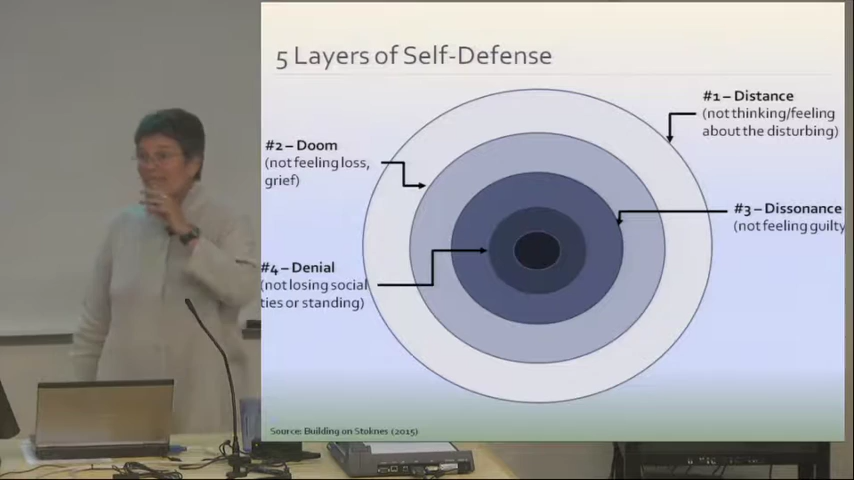 5 Layers of Self-Defense
#1 – Distance
(not thinking/feeling
about the disturbing)
#2 – Doom
(not feeling loss,
grief)
#3 – Dissonance
(not feeling guilty
#4 – Denial
(not losing social
ties or standing)
Source: Building on Stoknes (2015)